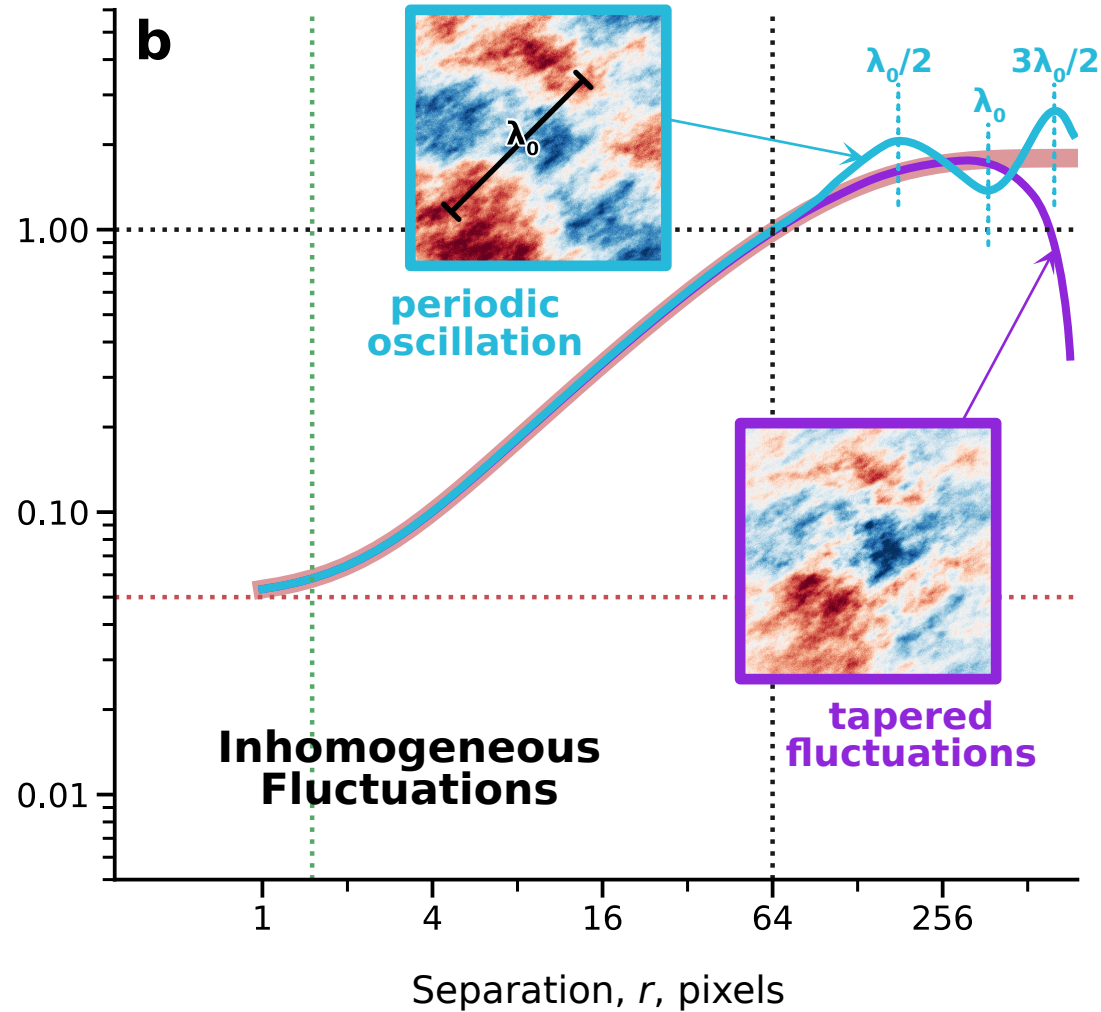 b
λ₀/2
3λ₀/2
λ₀
λ₀
1.00
periodic
oscillation
0.10
tapered
fluctuations
Inhomogeneous
Fluctuations
0.01
1
4
16
64
256
Separation, r, pixels